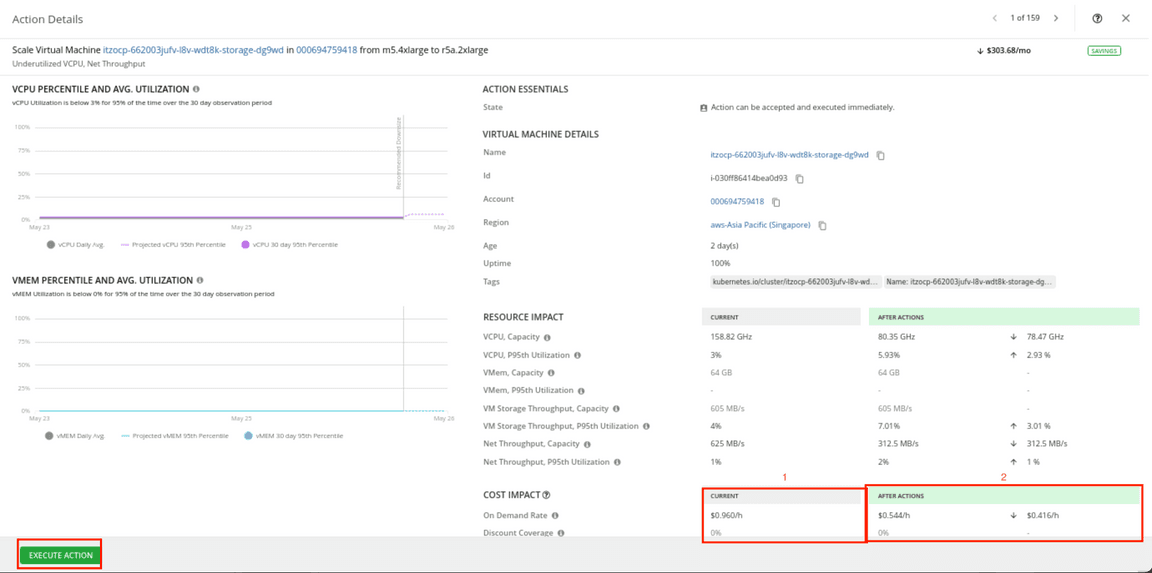 Action Details
1 of 159
Scale Virtual Machine itzocp-662003jufv-l8v-wdt8k-storage-dg9wd in 000694759418 from m5.4xlarge to r5a.2xlarge
$303.68/mo
SAVINGS
Underutilized VCPU, Net Throughput
VCPU PERCENTILE AND AVG. UTILIZATION
vCPU Utilization is below 3% for 95% of the time over the 30 day observation period
100%
75%
50%
25%
0%
Recommended Downsize
May 23
May 25
May 26
vCPU Daily Avg.
Projected vCPU 95th Percentile
vCPU 30 day 95th Percentile
VMEM PERCENTILE AND AVG. UTILIZATION
vMEM Utilization is below 0% for 95% of the time over the 30 day observation period
100%
75%
50%
25%
0%
May 23
May 25
May 26
vMEM Daily Avg.
Projected vMEM 95th Percentile
vMEM 30 day 95th Percentile
EXECUTE ACTION
ACTION ESSENTIALS
State
Action can be accepted and executed immediately.
VIRTUAL MACHINE DETAILS
Name
itzocp-662003jufv-l8v-wdt8k-storage-dg9wd
Id
i-030ff86414bea0d93
Account
000694759418
Region
aws-Asia Pacific (Singapore)
Age
2 day(s)
Uptime
100%
Tags
kubernetes.io/cluster/itzocp-662003jufv-l8v-wd...
Name: itzocp-662003jufv-l8v-wdt8k-storage-dg...
RESOURCE IMPACT
CURRENT
AFTER ACTIONS
VCPU, Capacity
158.82 GHz
80.35 GHz
78.47 GHz
VCPU, P95th Utilization
3%
5.93%
2.93 %
VMem, Capacity
64 GB
64 GB
-
VMem, P95th Utilization
-
-
-
VM Storage Throughput, Capacity
605 MB/s
605 MB/s
-
VM Storage Throughput, P95th Utilization
4%
7.01%
3.01 %
Net Throughput, Capacity
625 MB/s
312.5 MB/s
312.5 MB/s
Net Throughput, P95th Utilization
1%
2%
1 %
1
2
COST IMPACT
CURRENT
AFTER ACTIONS
On Demand Rate
$0.960/h
$0.544/h
$0.416/h
Discount Coverage
0%
0%
-